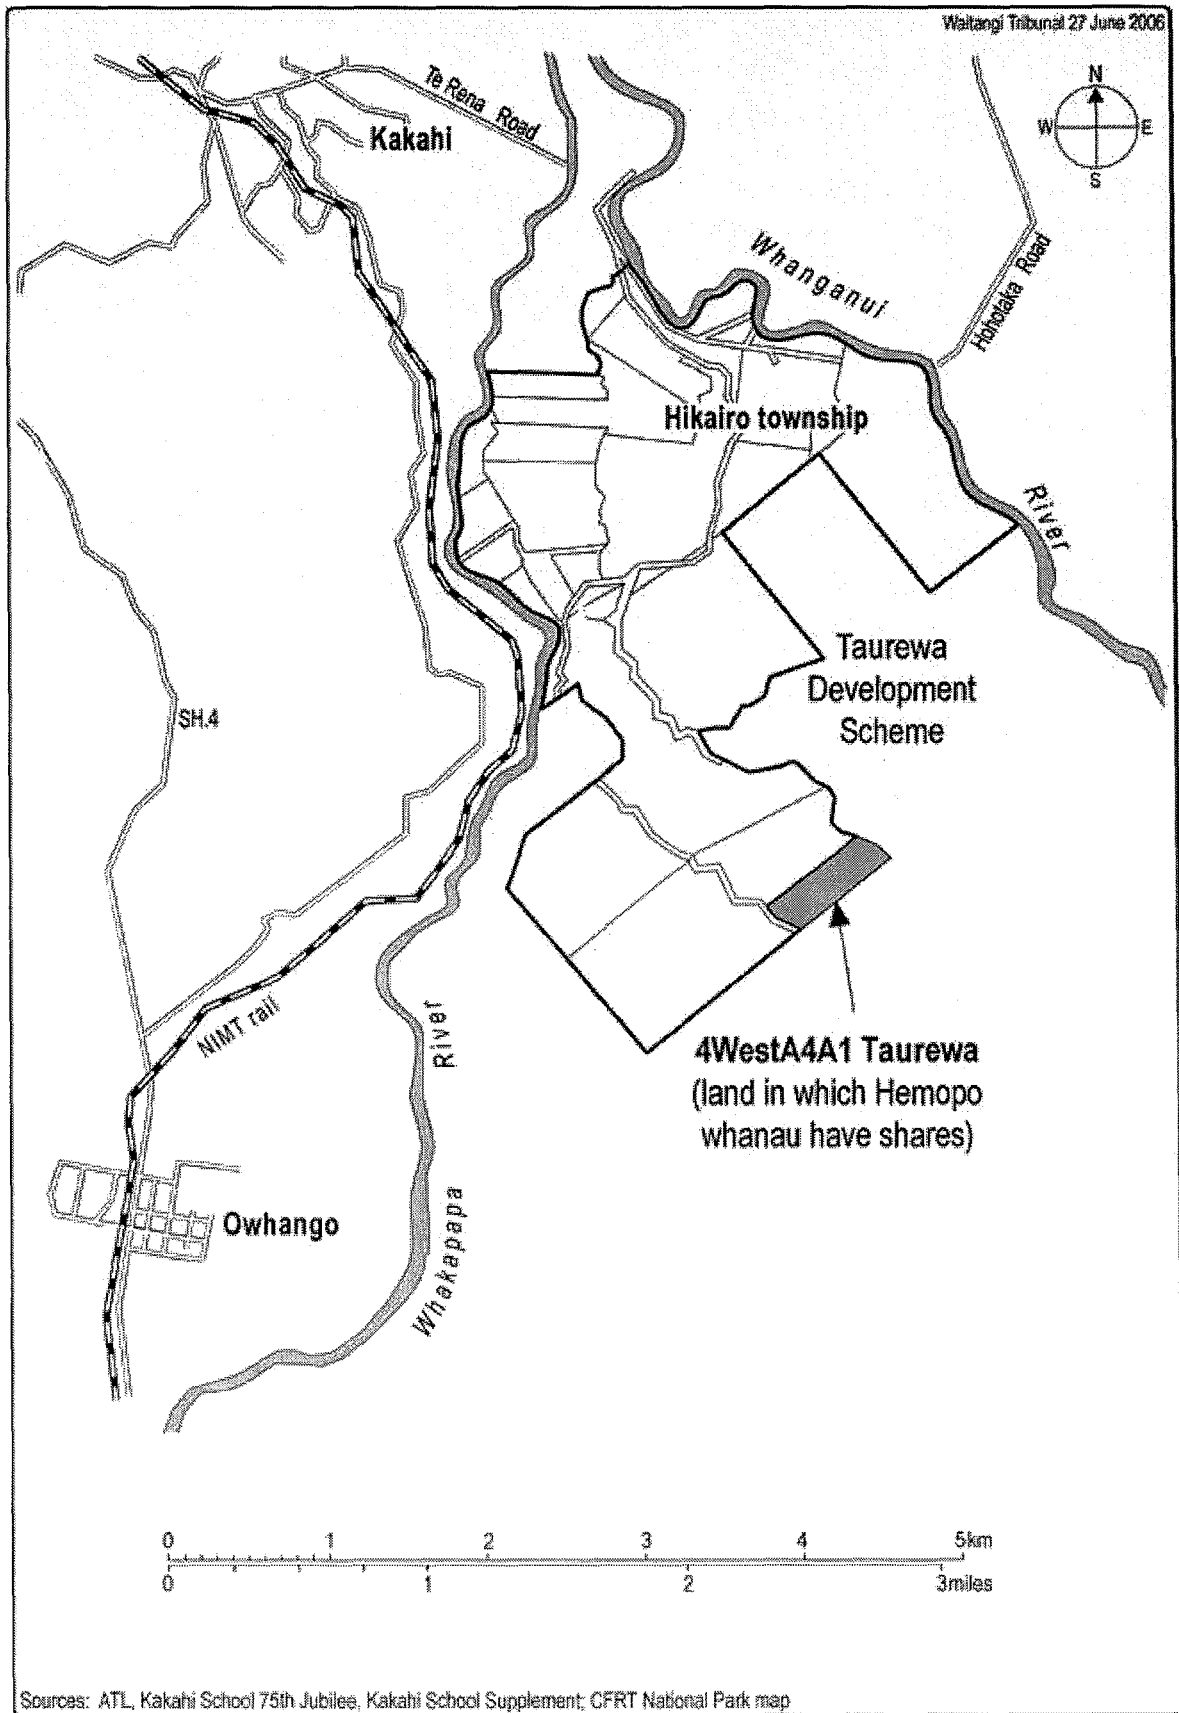 Waitangi Tribunal 27 June 2006
N
W E
S
Te Rena Road
Kakahi
Whanganui
River
Hohotaka Road
Hikairo township
Taurewa
Development
Scheme
SH.4
NIMT rail
River
Whakapapa
4WestA4A1 Taurewa
(land in which Hemopo
whanau have shares)
Owhango
0 1 2 3 4 5km
0 1 2 3miles
Sources: ATL, Kakahi School 75th Jubilee, Kakahi School Supplement; CFRT National Park map